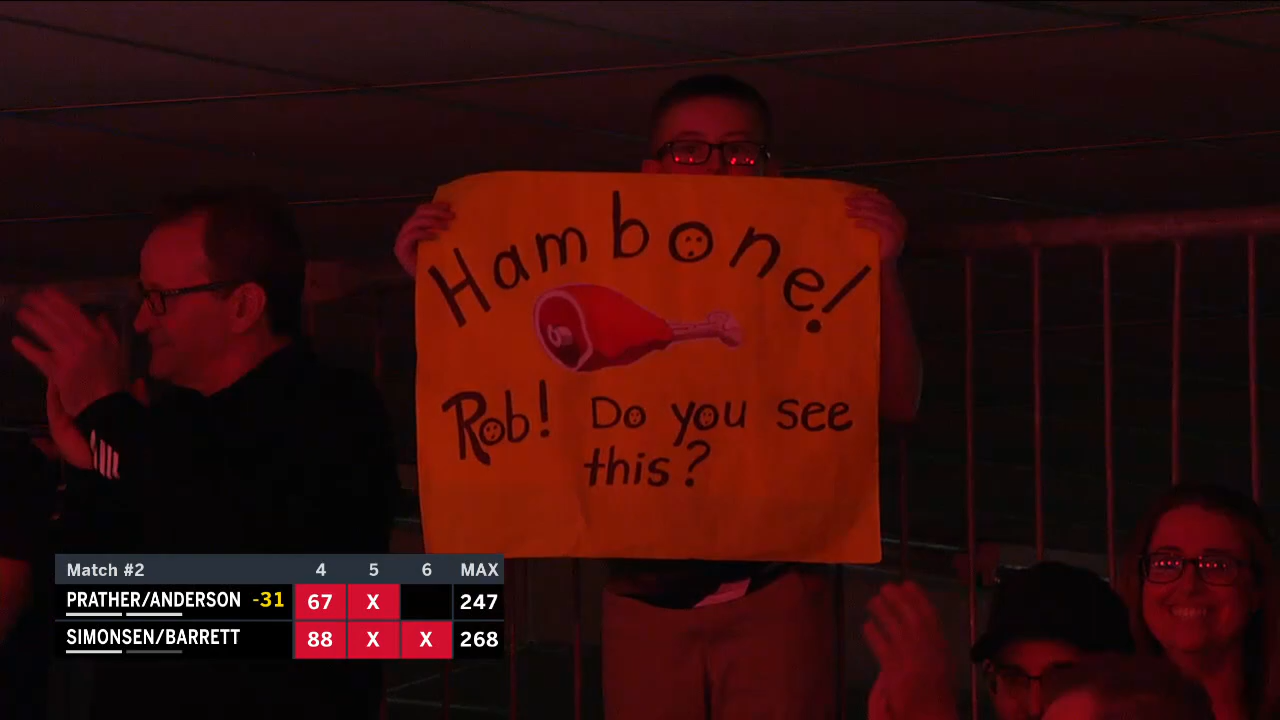 Hambone!
Rob! Do you see
this?
Match #2 4 5 6 MAX
PRATHER/ANDERSON -31 67 X 247
SIMONSEN/BARRETT 88 X X 268